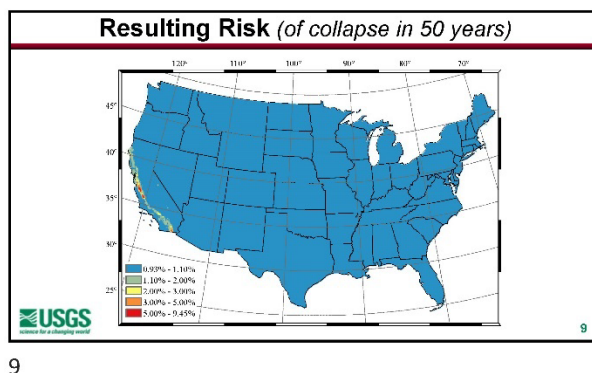 Resulting Risk (of collapse in 50 years)
120° 110° 100° 90° 80° 70°
45°
40°
35°
30°
25°
0.93% - 1.10%
1.10% - 2.00%
2.00% - 3.00%
3.00% - 5.00%
5.00% - 9.45%
USGS
science for a changing world
9
9